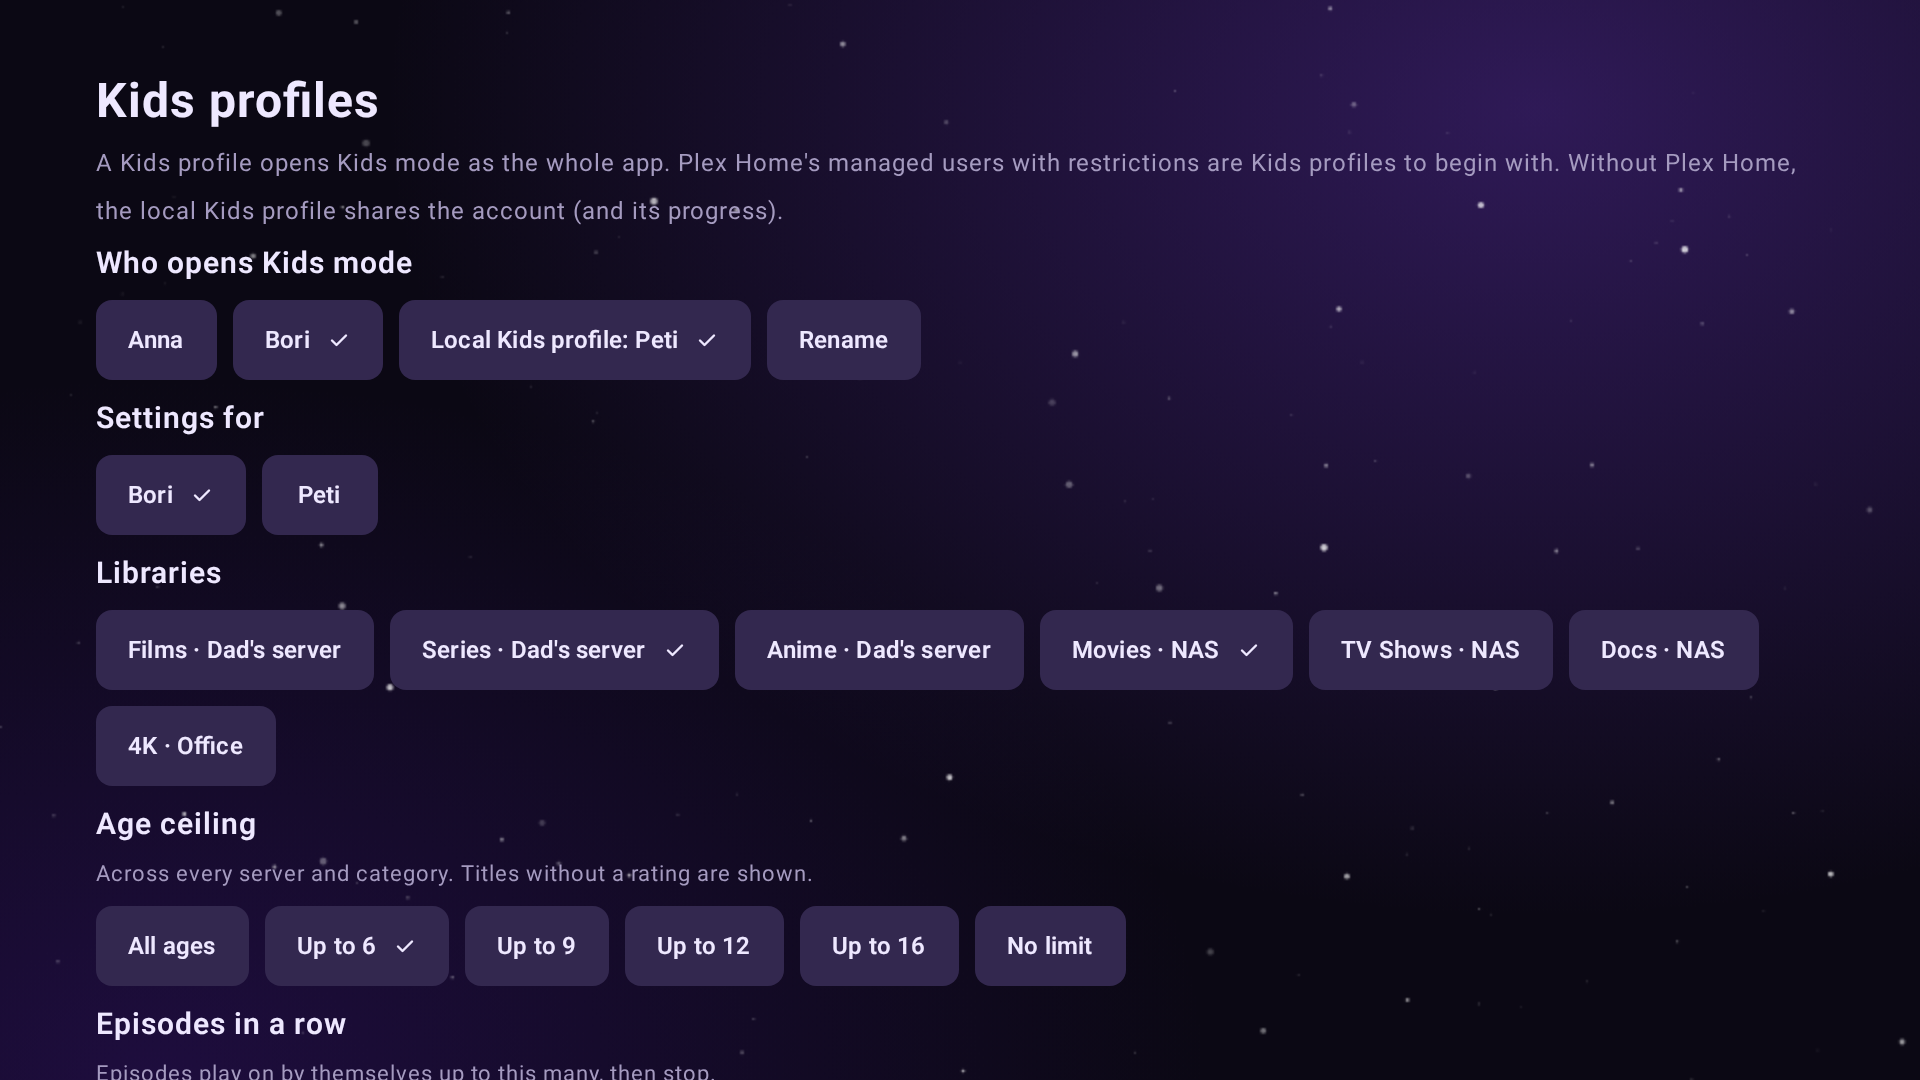 Kids profiles
A Kids profile opens Kids mode as the whole app. Plex Home's managed users with restrictions are Kids profiles to begin with. Without Plex Home,
the local Kids profile shares the account (and its progress).
Who opens Kids mode
Anna Bori Local Kids profile: Peti Rename
Settings for
Bori Peti
Libraries
Films · Dad's server Series · Dad's server Anime · Dad's server Movies · NAS TV Shows · NAS Docs · NAS
4K · Office
Age ceiling
Across every server and category. Titles without a rating are shown.
All ages Up to 6 Up to 9 Up to 12 Up to 16 No limit
Episodes in a row
Episodes play on by themselves up to this many, then stop.